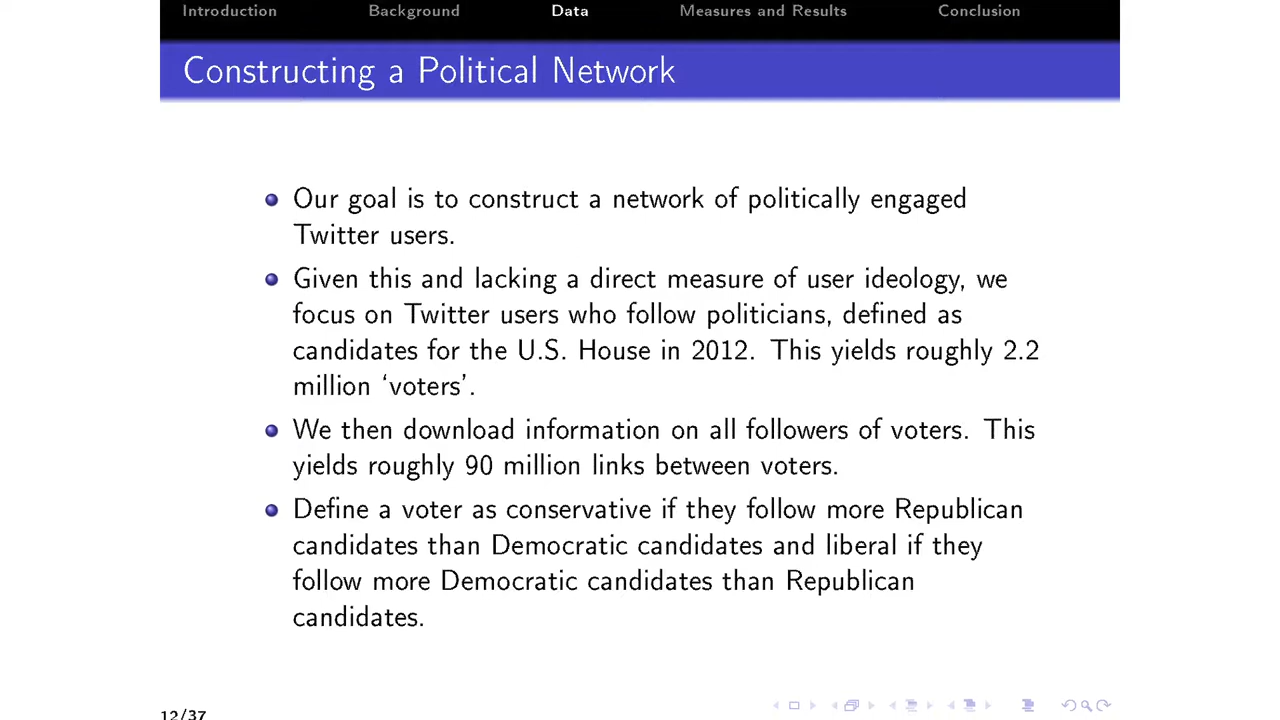 Introduction Background Data Measures and Results Conclusion
Constructing a Political Network
Our goal is to construct a network of politically engaged
Twitter users.
Given this and lacking a direct measure of user ideology, we
focus on Twitter users who follow politicians, defined as
candidates for the U.S. House in 2012. This yields roughly 2.2
million ‘voters’.
We then download information on all followers of voters. This
yields roughly 90 million links between voters.
Define a voter as conservative if they follow more Republican
candidates than Democratic candidates and liberal if they
follow more Democratic candidates than Republican
candidates.
12/37